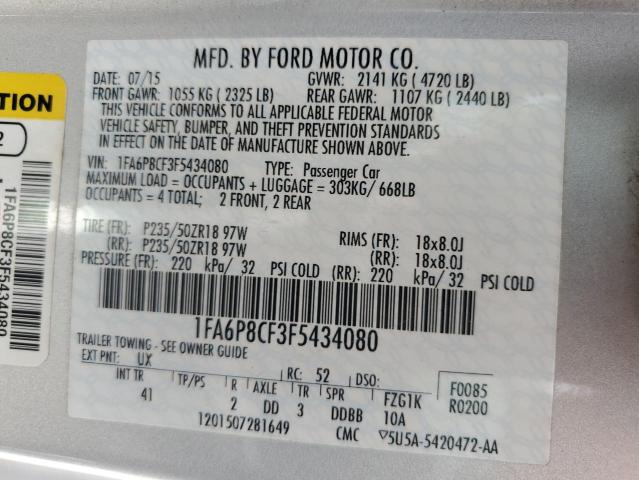 MFD. BY FORD MOTOR CO.
DATE: 07/15 GVWR: 2141 KG ( 4720 LB)
FRONT GAWR: 1055 KG ( 2325 LB) REAR GAWR: 1107 KG ( 2440 LB)
THIS VEHICLE CONFORMS TO ALL APPLICABLE FEDERAL MOTOR
VEHICLE SAFETY, BUMPER, AND THEFT PREVENTION STANDARDS
IN EFFECT ON THE DATE OF MANUFACTURE SHOWN ABOVE.
VIN: 1FA6P8CF3F5434080 TYPE: Passenger Car
MAXIMUM LOAD = OCCUPANTS + LUGGAGE = 303KG/ 668LB
OCCUPANTS = 4 TOTAL; 2 FRONT, 2 REAR
TIRE (FR): P235/50ZR18 97W RIMS (FR): 18x8.0J
(RR): P235/50ZR18 97W (RR): 18x8.0J
PRESSURE (FR): 220 kPa/ 32 PSI COLD (RR): 220 kPa/ 32 PSI COLD
1FA6P8CF3F5434080
TRAILER TOWING - SEE OWNER GUIDE
EXT PNT: UX RC: 52 DSO: F0085
INT TR TP/PS R AXLE TR SPR FZG1K R0200
41 2 DD 3 DDBB 10A
1201507281649 CMC ▽5U5A-5420472-AA
TION
2
1FA6P8CF3F5434080